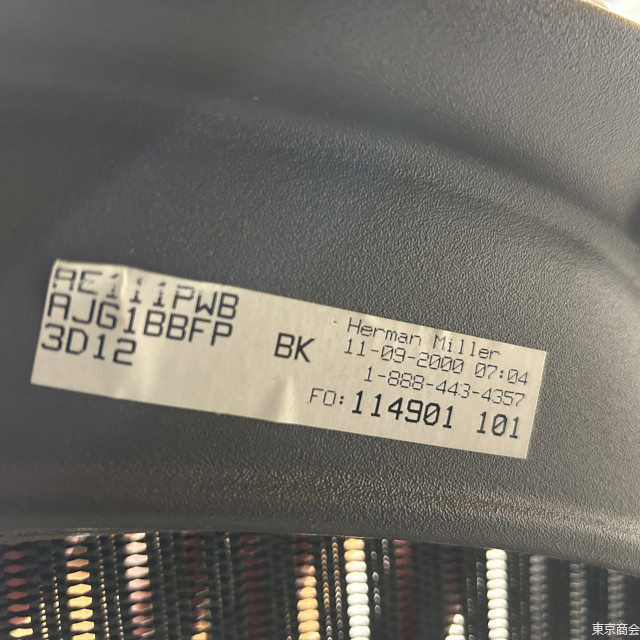 AE111PWB
AJG1BBFP
3D12
BK
Herman Miller
11-09-2000 07:04
1-888-443-4357
FO: 114901 101
東京商会